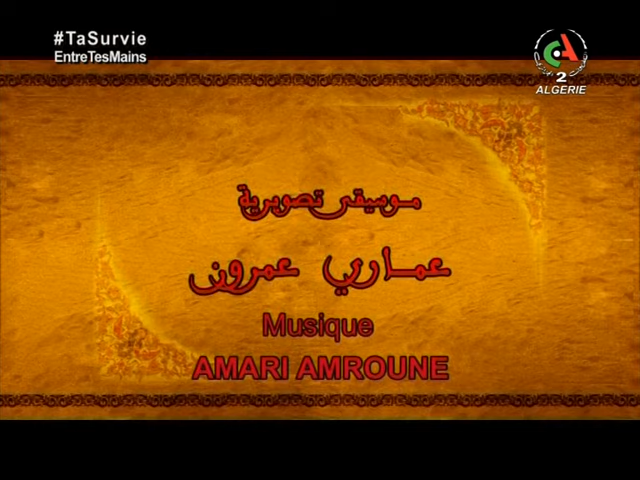 #TaSurvie
EntreTesMains
2
ALGERIE
موسيقى تصويرية
عماري عمرون
Musique
AMARI AMROUNE